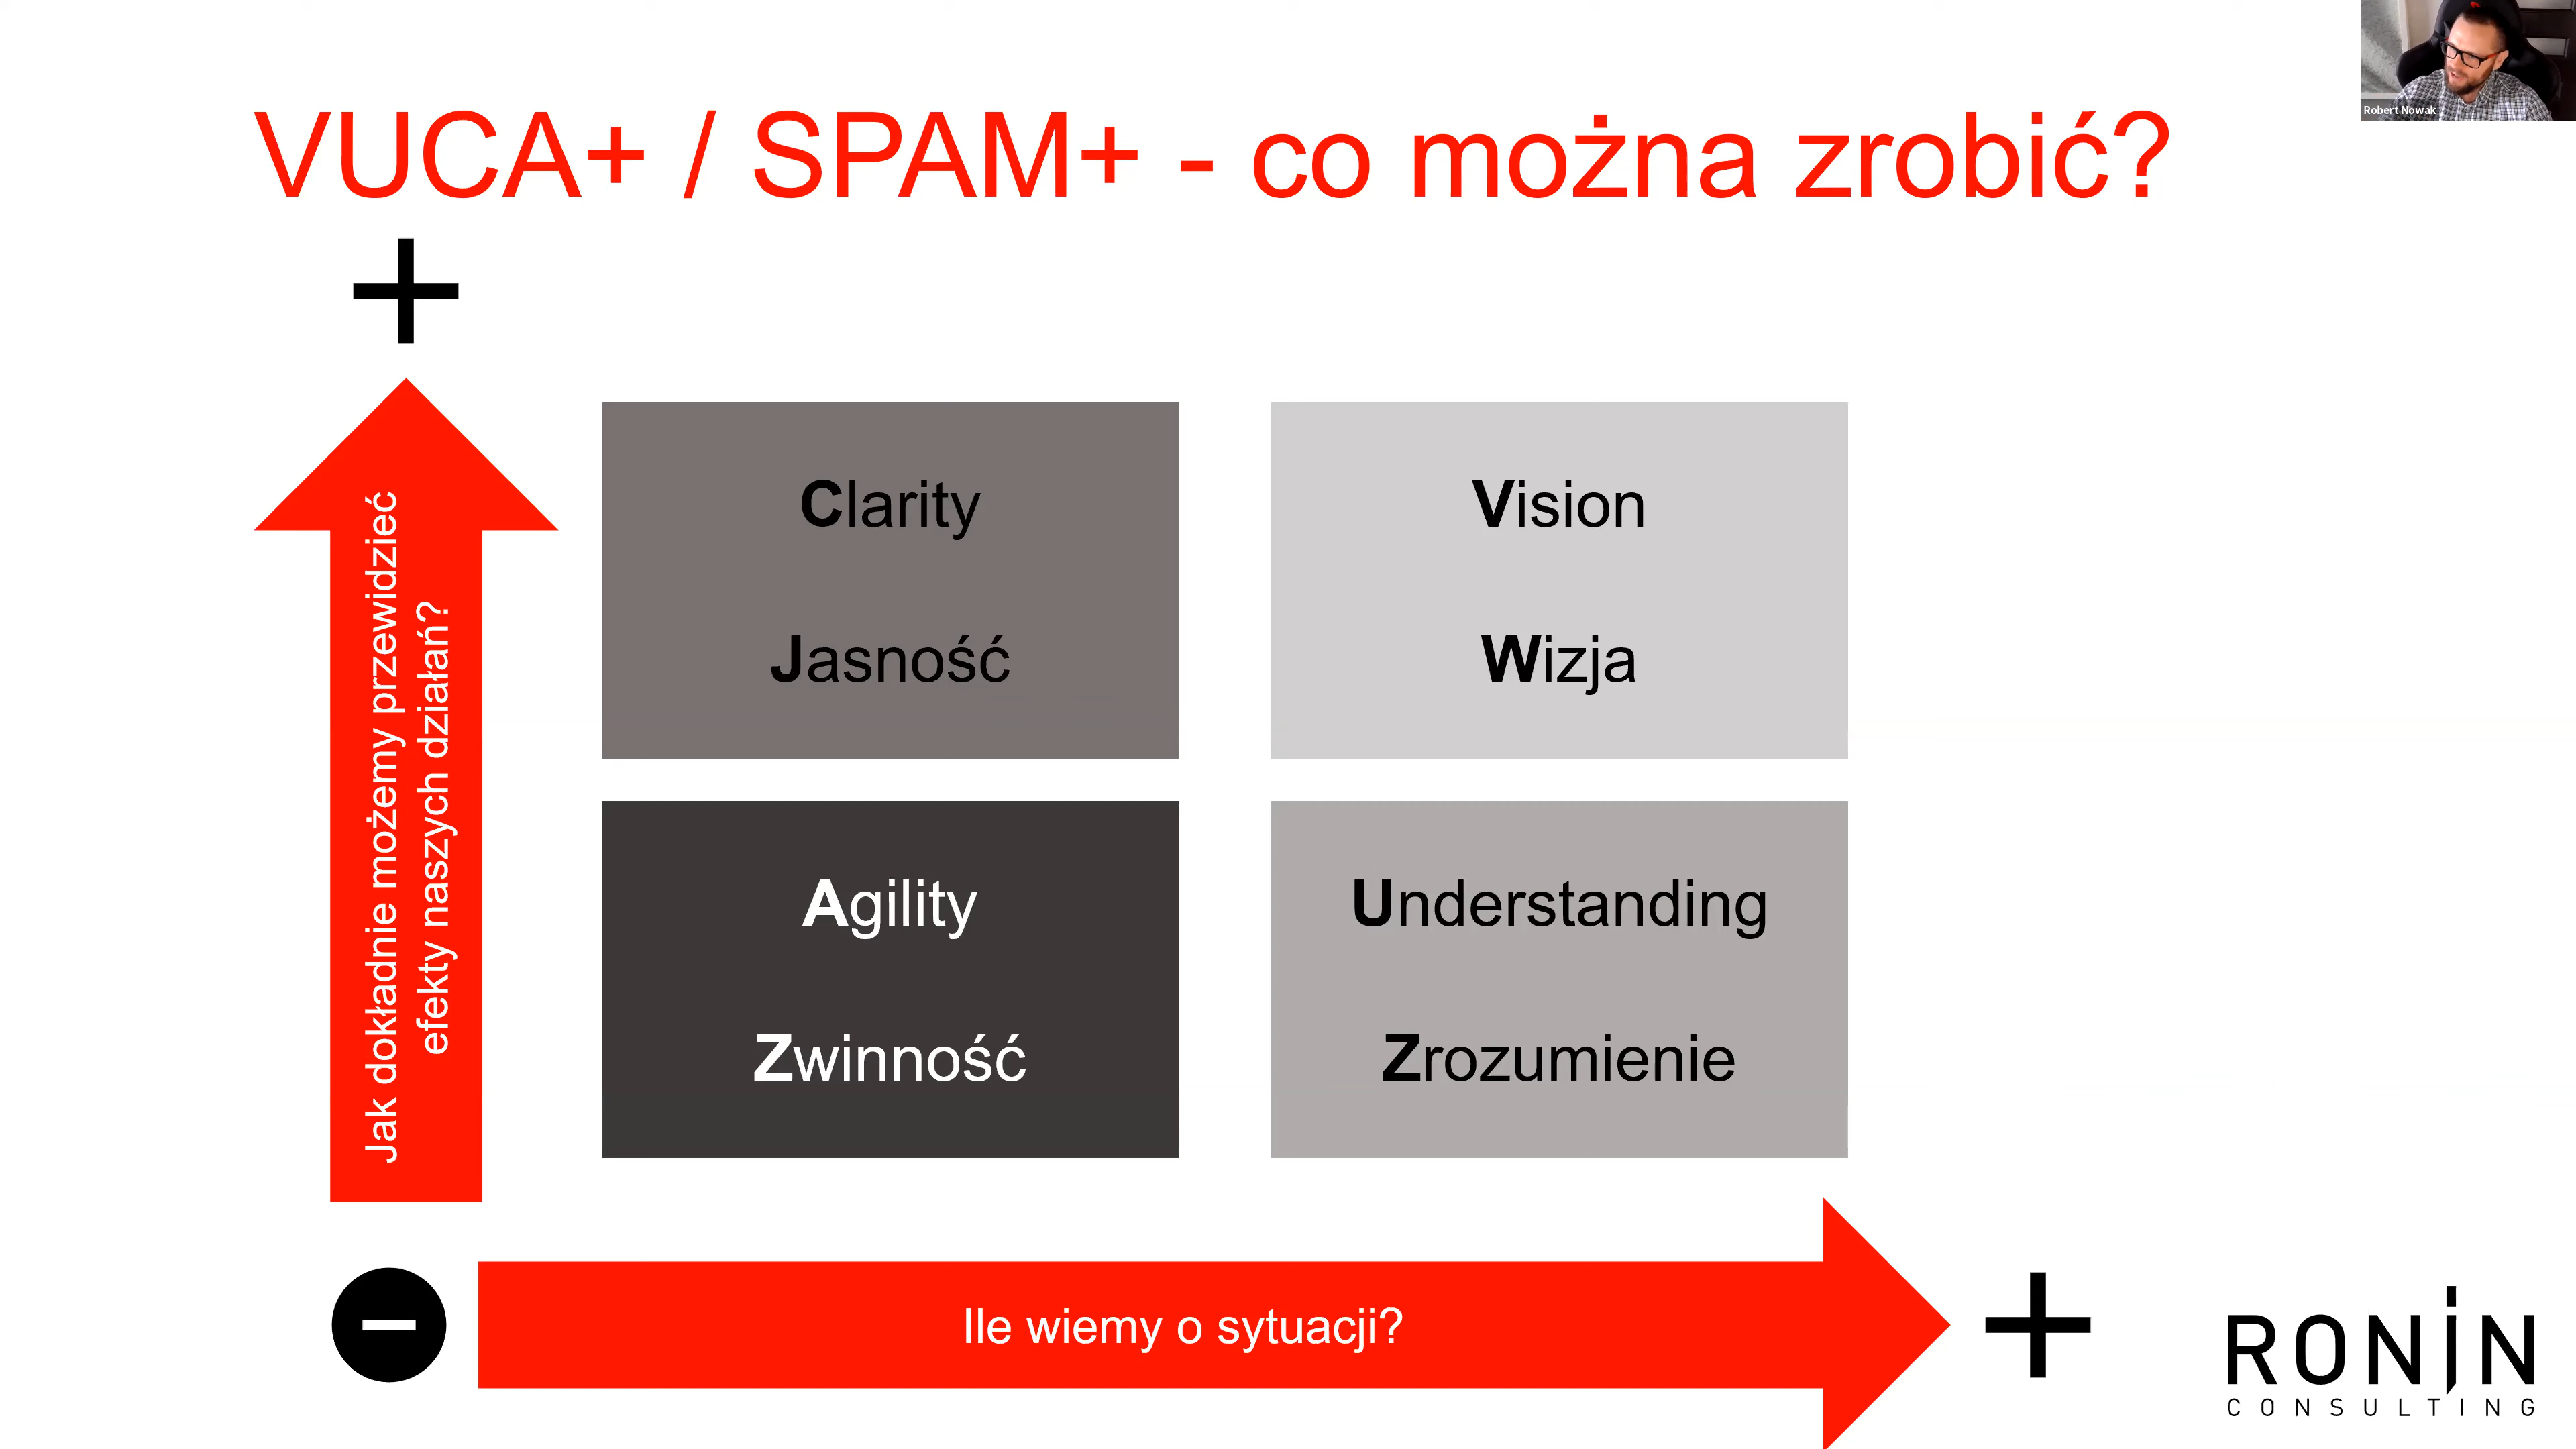 Robert Nowak
VUCA+ / SPAM+ - co można zrobić?
+
Jak dokładnie możemy przewidzieć
efekty naszych działań?
Clarity
Jasność
Vision
Wizja
Agility
Zwinność
Understanding
Zrozumienie
−
Ile wiemy o sytuacji?
+
RONIN
CONSULTING